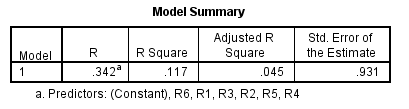 Model Summary
Model R R Square Adjusted R Square Std. Error of the Estimate
1 .342a .117 .045 .931
a. Predictors: (Constant), R6, R1, R3, R2, R5, R4